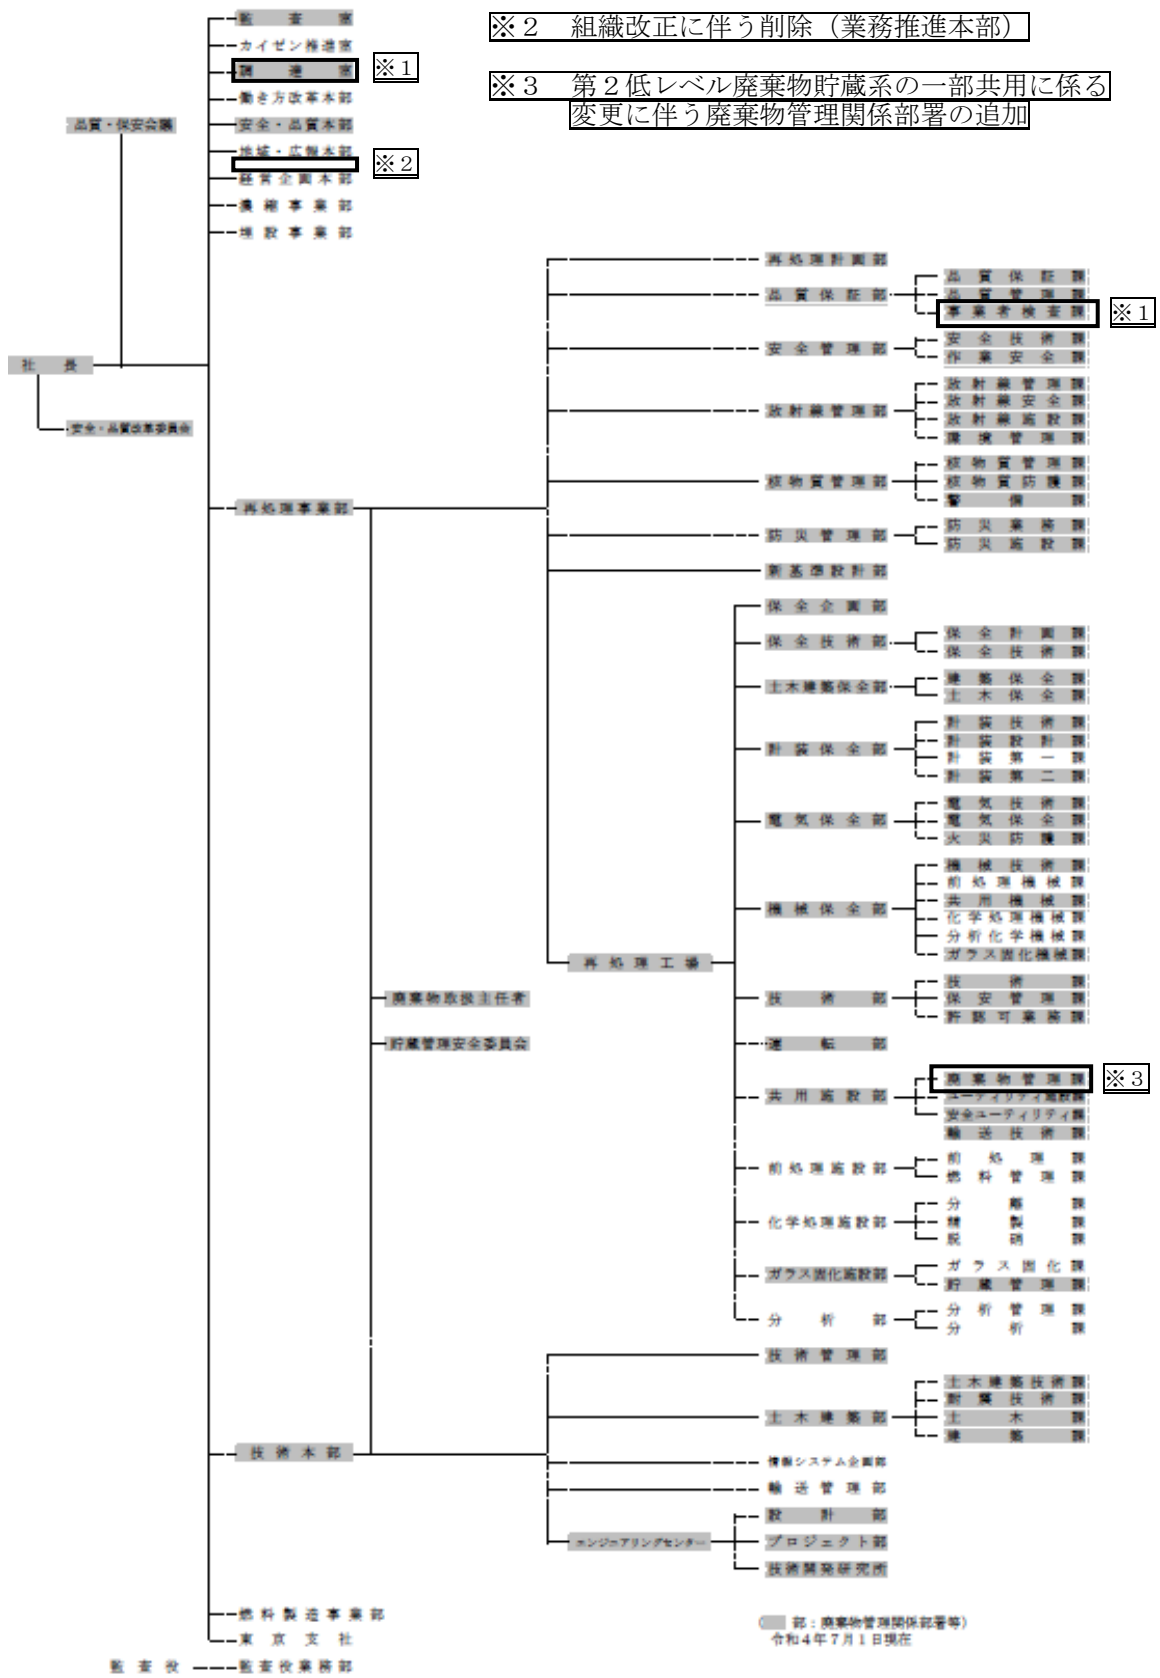 ※２ 組織改正に伴う削除（業務推進本部）
※３ 第２低レベル廃棄物貯蔵系の一部共用に係る
変更に伴う廃棄物管理関係部署の追加
監査室
カイゼン推進室
調達室
※１
働き方改革本部
品質・保安会議
安全・品質本部
地域・広報本部
※２
経営企画本部
濃縮事業部
埋設事業部
社長
安全・品質改革委員会
再処理事業部
廃棄物取扱主任者
貯蔵管理安全委員会
再処理計画部
品質保証部
品質保証課
品質管理課
事業者検査課
※１
安全管理部
安全技術課
作業安全課
放射線管理部
放射線管理課
放射線安全課
放射線施設課
環境管理課
核物質管理部
核物質管理課
核物質防護課
警備課
防災管理部
防災業務課
防災施設課
新基準設計部
再処理工場
保全企画部
保全技術部
保全計画課
保全技術課
土木建築保全部
建築保全課
土木保全課
計装保全部
計装技術課
計装設計課
計装第一課
計装第二課
電気保全部
電気技術課
電気保全課
火災防護課
機械保全部
機械技術課
前処理機械課
共用機械課
化学処理機械課
分析化学機械課
ガラス固化機械課
技術部
技術課
保安管理課
許認可業務課
運転部
共用施設部
廃棄物管理課
※３
ユーティリティ施設課
安全ユーティリティ課
輸送技術課
前処理施設部
前処理課
燃料管理課
化学処理施設部
分離課
精製課
脱硝課
ガラス固化施設部
ガラス固化課
貯蔵管理課
分析部
分析管理課
分析課
技術本部
技術管理部
土木建築部
土木建築技術課
耐震技術課
土木課
建築課
情報システム企画部
輸送管理部
エンジニアリングセンター
設計部
プロジェクト部
技術開発研究所
燃料製造事業部
東京支社
監査役
監査役業務部
（ 部：廃棄物管理関係部署等）
令和４年７月１日現在